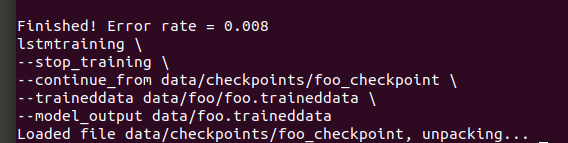 Finished! Error rate = 0.008
lstmtraining \
--stop_training \
--continue_from data/checkpoints/foo_checkpoint \
--traineddata data/foo/foo.traineddata \
--model_output data/foo.traineddata
Loaded file data/checkpoints/foo_checkpoint, unpacking...